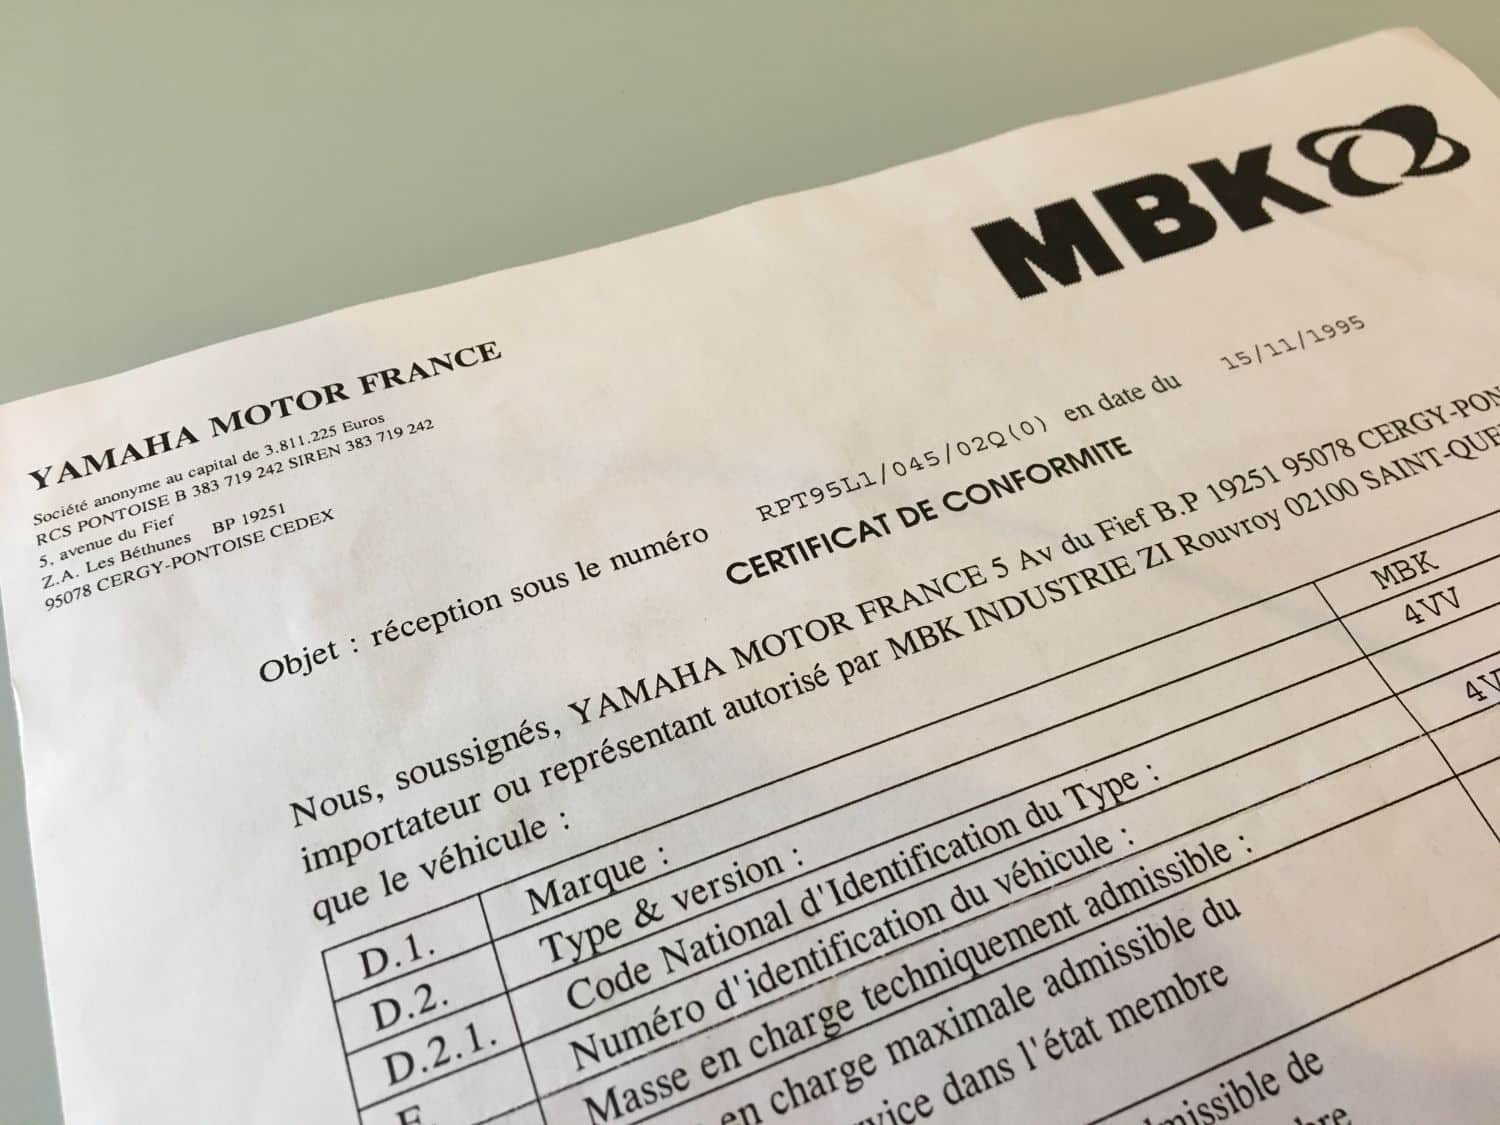 MBK
YAMAHA MOTOR FRANCE
Société anonyme au capital de 3.811.225 Euros
RCS PONTOISE B 383 719 242 SIREN 383 719 242
5, avenue du Fief
Z.A. Les Béthunes BP 19251
95078 CERGY-PONTOISE CEDEX
Objet : réception sous le numéro RPT95L1/045/02Q(0) en date du 15/11/1995
CERTIFICAT DE CONFORMITE
Nous, soussignés, YAMAHA MOTOR FRANCE 5 Av du Fief B.P 19251 95078 CERGY-PON
importateur ou représentant autorisé par MBK INDUSTRIE ZI Rouvroy 02100 SAINT-QUE
que le véhicule :
D.1. Marque : MBK
D.2. Type & version : 4VV
D.2.1. Code National d'Identification du Type :
E. Numéro d'identification du véhicule : 4V
Masse en charge techniquement admissible :
en charge maximale admissible du
vice dans l'état membre
missible de
bre